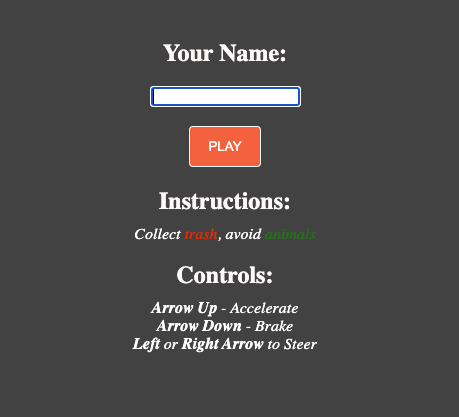 Your Name:
PLAY
Instructions:
Collect trash, avoid animals
Controls:
Arrow Up - Accelerate
Arrow Down - Brake
Left or Right Arrow to Steer